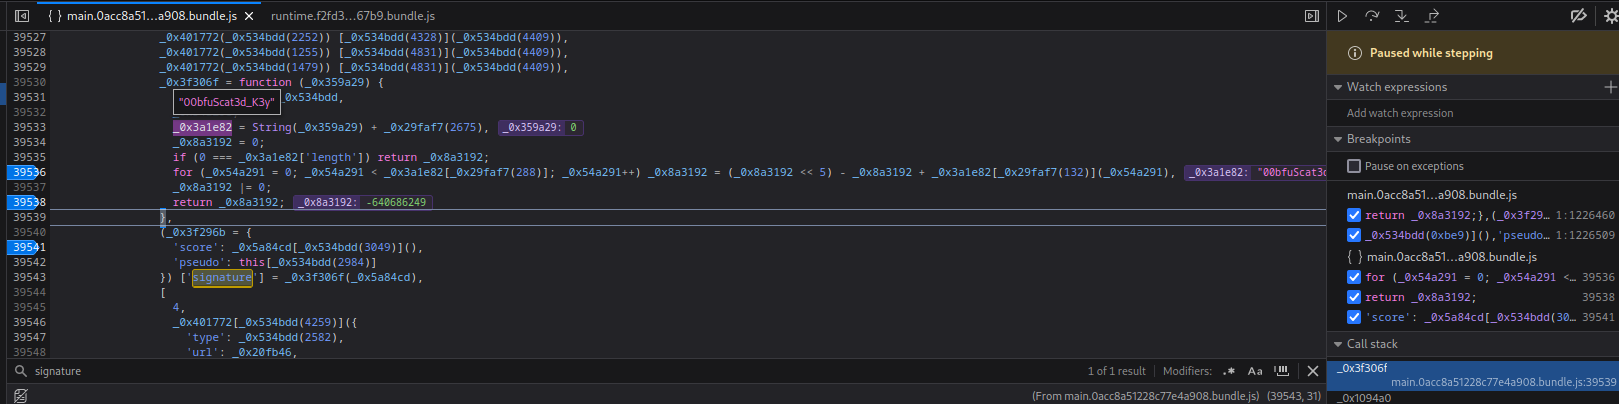 { } main.0acc8a51…a908.bundle.js
runtime.f2fd3…67b9.bundle.js
39527 _0x401772(_0x534bdd(2252)) [_0x534bdd(4328)](_0x534bdd(4409)),
39528 _0x401772(_0x534bdd(1255)) [_0x534bdd(4831)](_0x534bdd(4409)),
39529 _0x401772(_0x534bdd(1479)) [_0x534bdd(4831)](_0x534bdd(4409)),
39530 _0x3f306f = function (_0x359a29) {
39531 "00bfuScat3d_K3y" _0x534bdd,
39532
39533 _0x3a1e82 = String(_0x359a29) + _0x29faf7(2675), _0x359a29: 0
39534 _0x8a3192 = 0;
39535 if (0 === _0x3a1e82['length']) return _0x8a3192;
39536 for (_0x54a291 = 0; _0x54a291 < _0x3a1e82[_0x29faf7(288)]; _0x54a291++) _0x8a3192 = (_0x8a3192 << 5) - _0x8a3192 + _0x3a1e82[_0x29faf7(132)](_0x54a291), _0x3a1e82: "00bfuScat3d
39537 _0x8a3192 |= 0;
39538 return _0x8a3192; _0x8a3192: -640686249
39539 },
39540 (_0x3f296b = {
39541 'score': _0x5a84cd[_0x534bdd(3049)](),
39542 'pseudo': this[_0x534bdd(2984)]
39543 }) ['signature'] = _0x3f306f(_0x5a84cd),
39544 [
39545 4,
39546 _0x401772[_0x534bdd(4259)]({
39547 'type': _0x534bdd(2582),
39548 'url': _0x20fb46,
signature
1 of 1 result
Modifiers: .* Aa
(From main.0acc8a51228c77e4a908.bundle.js) (39543, 31)
Paused while stepping
Watch expressions
Add watch expression
Breakpoints
Pause on exceptions
main.0acc8a51…a908.bundle.js
return _0x8a3192;},(_0x3f29… 1:1226460
_0x534bdd(0xbe9)](),'pseudo… 1:1226509
{ } main.0acc8a51…a908.bundle.js
for (_0x54a291 = 0; _0x54a291 <… 39536
return _0x8a3192; 39538
'score': _0x5a84cd[_0x534bdd(30… 39541
Call stack
_0x3f306f
main.0acc8a51228c77e4a908.bundle.js:39539
_0x1094a0